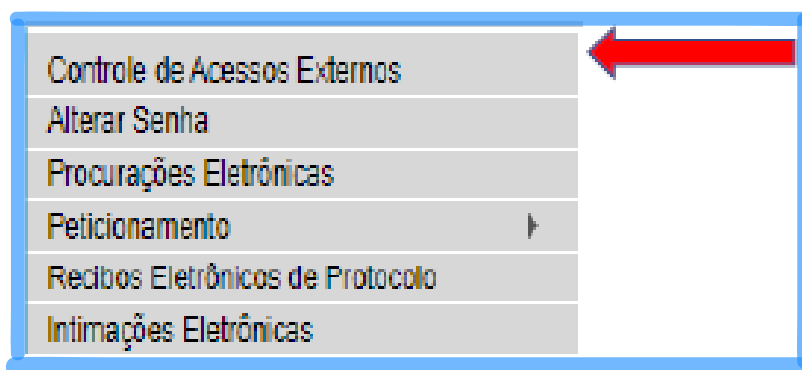 Controle de Acessos Externos
Alterar Senha
Procurações Eletrônicas
Peticionamento
Recibos Eletrônicos de Protocolo
Intimações Eletrônicas